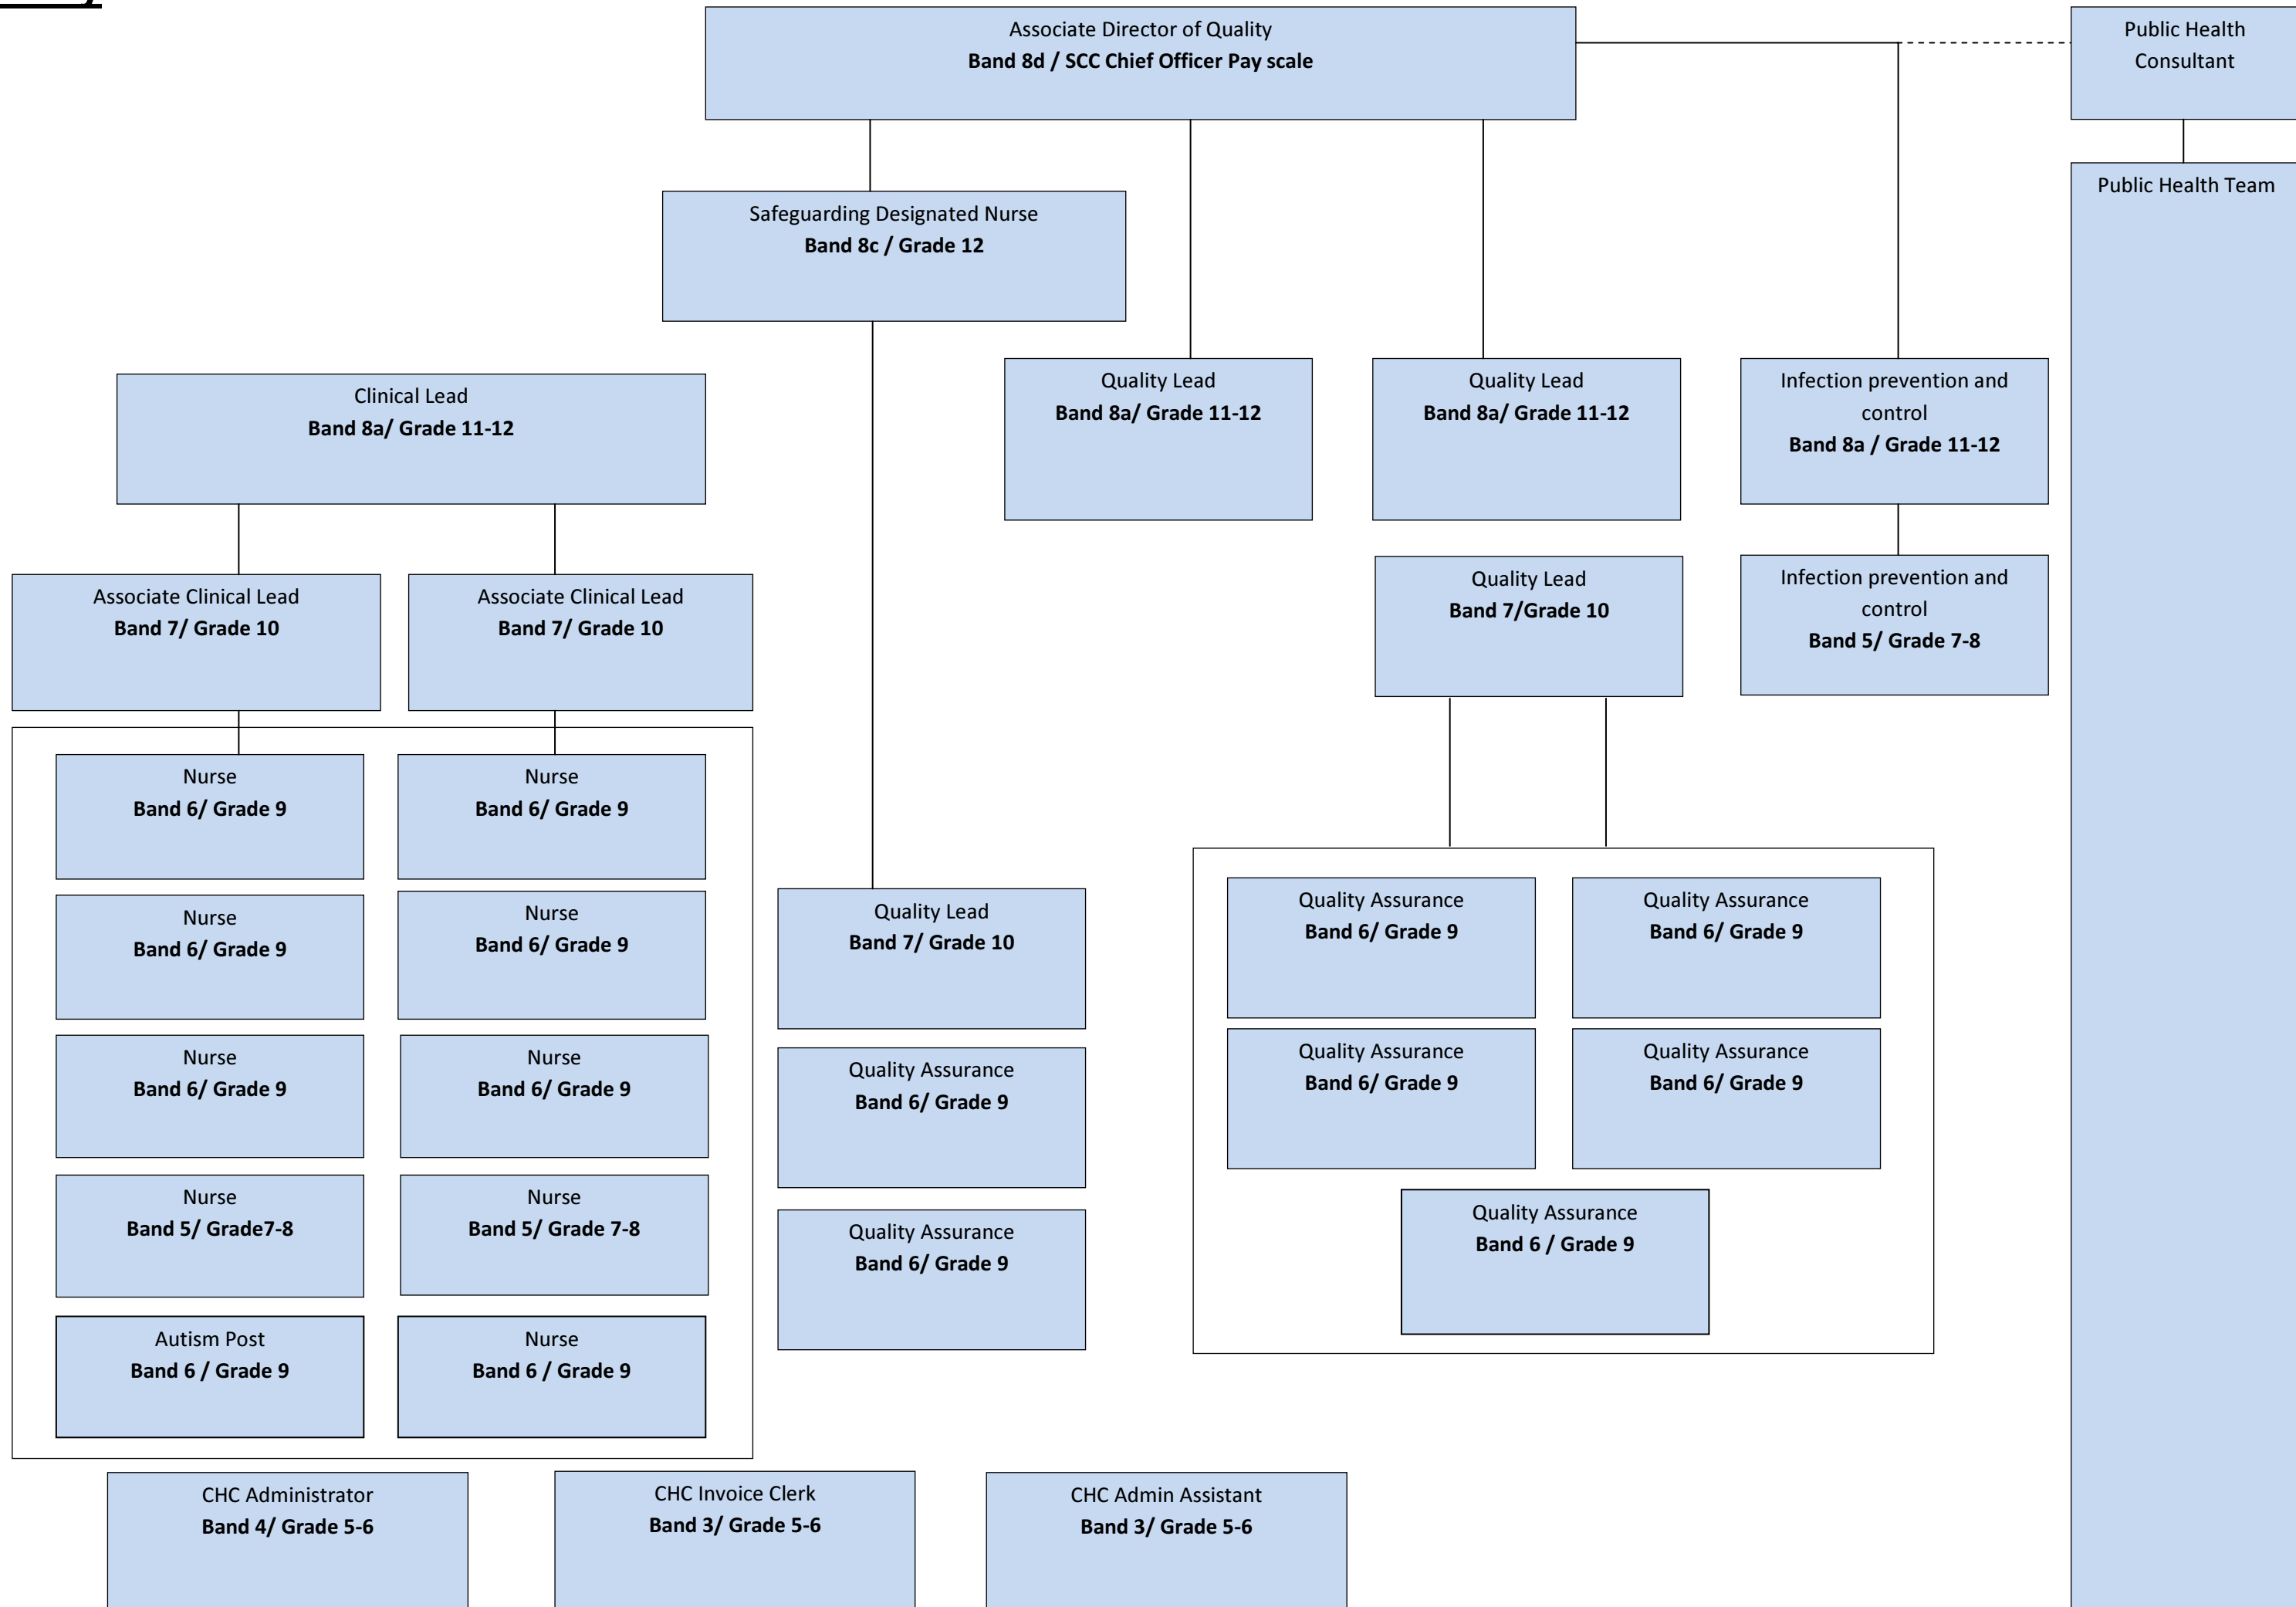 Associate Director of Quality
Band 8d / SCC Chief Officer Pay scale
Public Health
Consultant
Public Health Team
Safeguarding Designated Nurse
Band 8c / Grade 12
Clinical Lead
Band 8a/ Grade 11-12
Quality Lead
Band 8a/ Grade 11-12
Quality Lead
Band 8a/ Grade 11-12
Infection prevention and
control
Band 8a / Grade 11-12
Associate Clinical Lead
Band 7/ Grade 10
Associate Clinical Lead
Band 7/ Grade 10
Quality Lead
Band 7/Grade 10
Infection prevention and
control
Band 5/ Grade 7-8
Nurse
Band 6/ Grade 9
Nurse
Band 6/ Grade 9
Nurse
Band 6/ Grade 9
Nurse
Band 6/ Grade 9
Nurse
Band 6/ Grade 9
Nurse
Band 6/ Grade 9
Nurse
Band 5/ Grade7-8
Nurse
Band 5/ Grade 7-8
Autism Post
Band 6 / Grade 9
Nurse
Band 6 / Grade 9
Quality Lead
Band 7/ Grade 10
Quality Assurance
Band 6/ Grade 9
Quality Assurance
Band 6/ Grade 9
Quality Assurance
Band 6/ Grade 9
Quality Assurance
Band 6/ Grade 9
Quality Assurance
Band 6/ Grade 9
Quality Assurance
Band 6/ Grade 9
Quality Assurance
Band 6 / Grade 9
CHC Administrator
Band 4/ Grade 5-6
CHC Invoice Clerk
Band 3/ Grade 5-6
CHC Admin Assistant
Band 3/ Grade 5-6